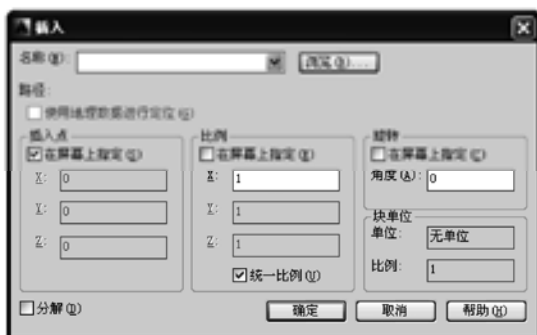 插入
名称(N): 浏览(B)...
路径:
使用地理数据进行定位(G)
插入点 比例 旋转
在屏幕上指定(S) 在屏幕上指定(E) 在屏幕上指定(C)
X: 0 X: 1 角度(A): 0
Y: 0 Y: 1 块单位
单位: 无单位
Z: 0 Z: 1
比例: 1
统一比例(U)
分解(D) 确定 取消 帮助(H)